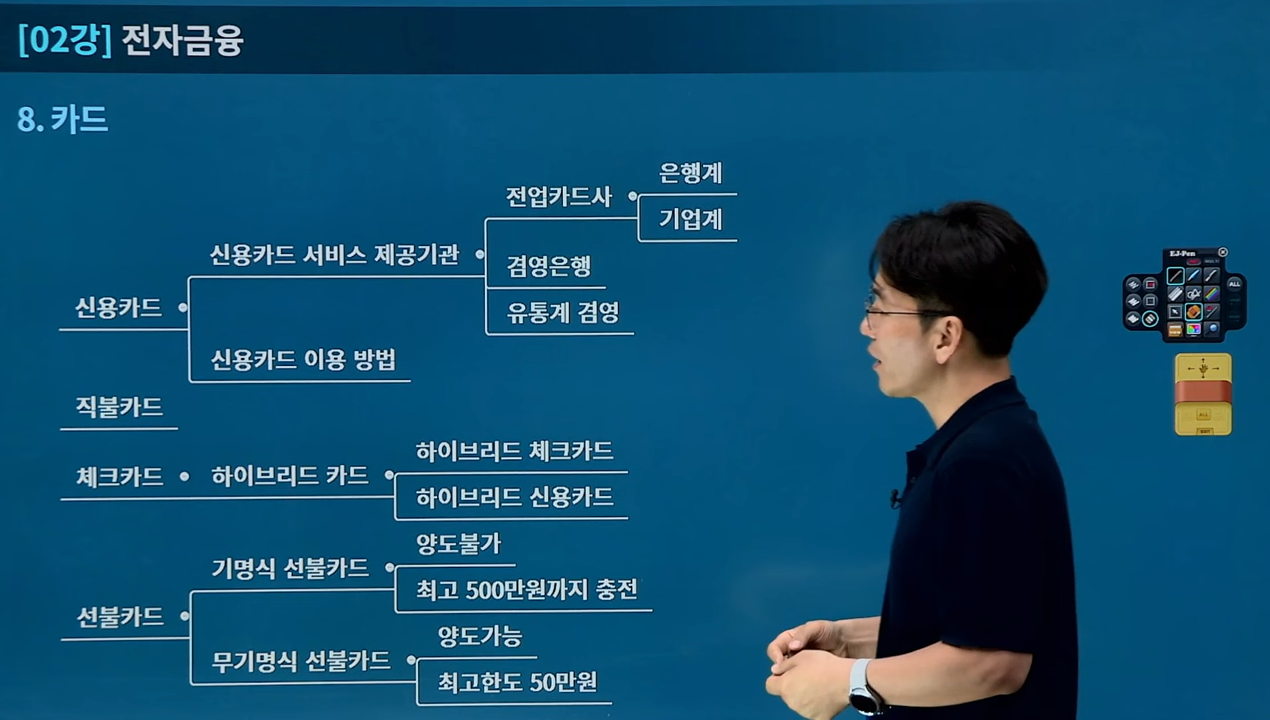 [02강] 전자금융
8. 카드
은행계
전업카드사
기업계
신용카드 서비스 제공기관
겸영은행
신용카드
유통계 겸영
신용카드 이용 방법
직불카드
하이브리드 체크카드
체크카드
하이브리드 카드
하이브리드 신용카드
양도불가
기명식 선불카드
최고 500만원까지 충전
선불카드
양도가능
무기명식 선불카드
최고한도 50만원
EJ-Pen
ALL
ALL
EXIT